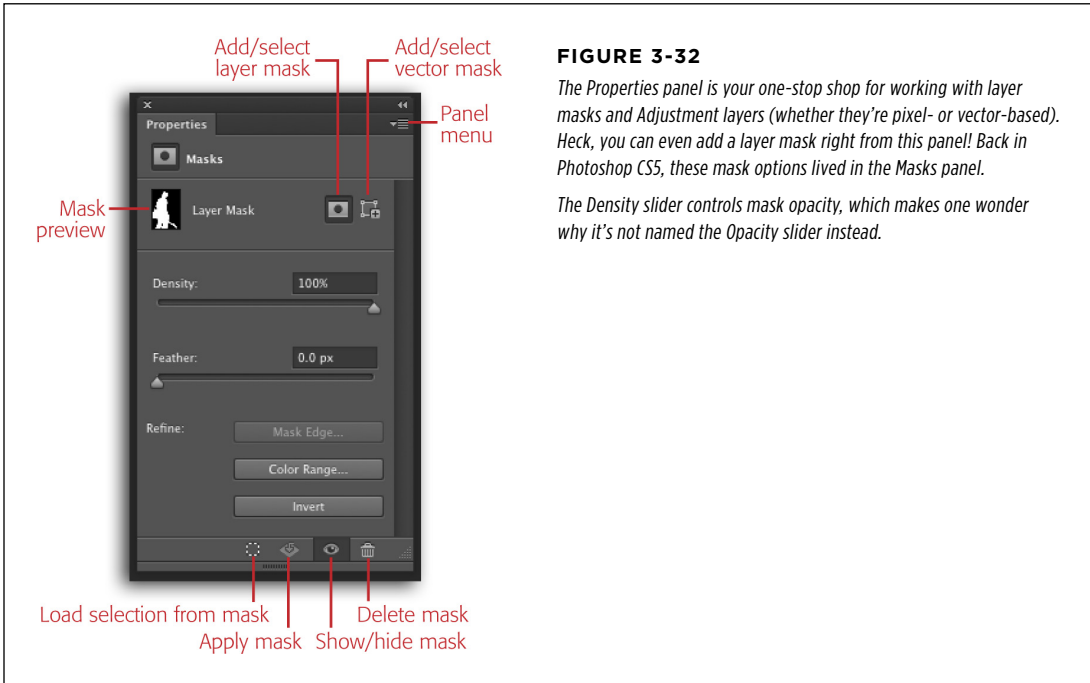 Add/select
layer mask
Add/select
vector mask
Properties
Panel
menu
Masks
Mask
preview
Layer Mask
Density:
100%
Feather:
0.0 px
Refine:
Mask Edge...
Color Range...
Invert
Load selection from mask
Delete mask
Apply mask
Show/hide mask
FIGURE 3-32
The Properties panel is your one-stop shop for working with layer
masks and Adjustment layers (whether they're pixel- or vector-based).
Heck, you can even add a layer mask right from this panel! Back in
Photoshop CS5, these mask options lived in the Masks panel.
The Density slider controls mask opacity, which makes one wonder
why it's not named the Opacity slider instead.